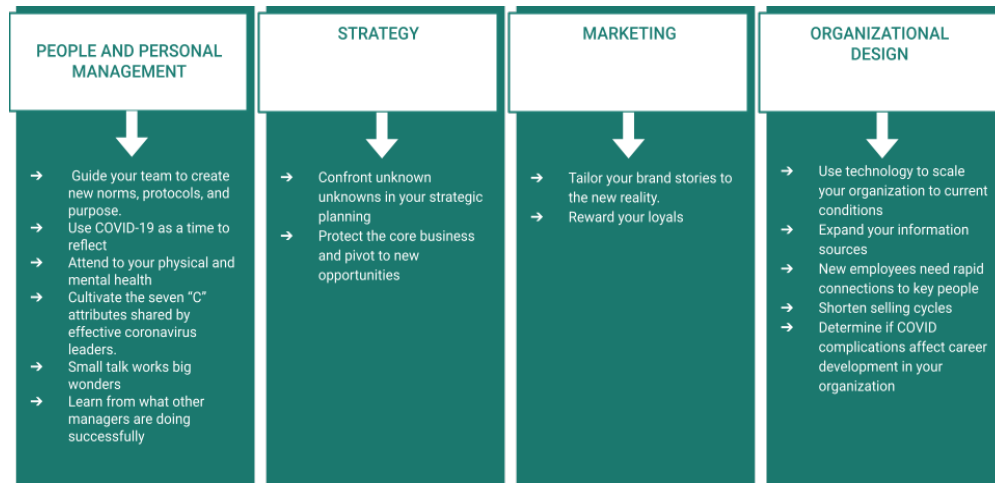 PEOPLE AND PERSONAL
MANAGEMENT
➔ Guide your team to create
new norms, protocols, and
purpose.
➔ Use COVID-19 as a time to
reflect
➔ Attend to your physical and
mental health
➔ Cultivate the seven “C”
attributes shared by
effective coronavirus
leaders.
➔ Small talk works big
wonders
➔ Learn from what other
managers are doing
successfully
STRATEGY
➔ Confront unknown
unknowns in your strategic
planning
➔ Protect the core business
and pivot to new
opportunities
MARKETING
➔ Tailor your brand stories to
the new reality.
➔ Reward your loyals
ORGANIZATIONAL
DESIGN
➔ Use technology to scale
your organization to current
conditions
➔ Expand your information
sources
➔ New employees need rapid
connections to key people
➔ Shorten selling cycles
➔ Determine if COVID
complications affect career
development in your
organization